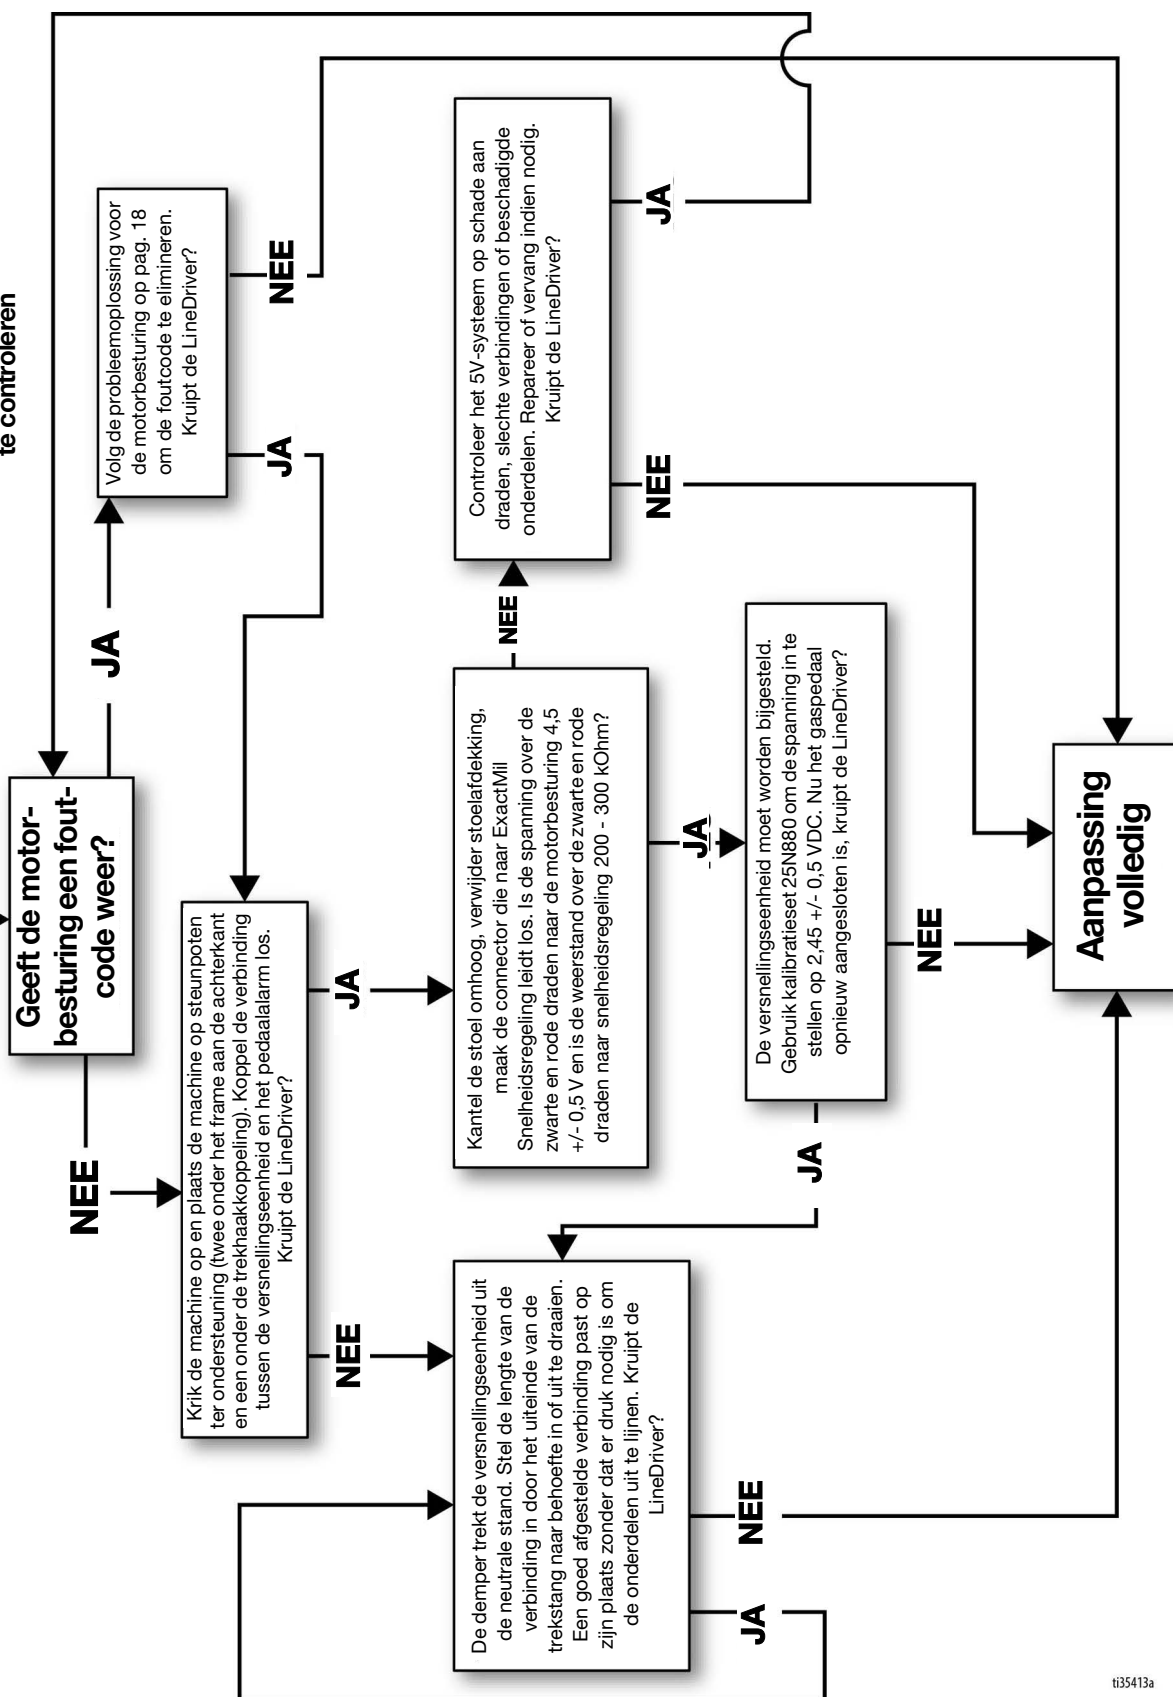 te controleren
Geeft de motor-
besturing een fout-
code weer?
JA
NEE
Volg de probleemoplossing voor
de motorbesturing op pag. 18
om de foutcode te elimineren.
Kruipt de LineDriver?
NEE
JA
Krik de machine op en plaats de machine op steunpoten
ter ondersteuning (twee onder het frame aan de achterkant
en een onder de trekhaakkoppeling). Koppel de verbinding
tussen de versnellingseenheid en het pedaalalarm los.
Kruipt de LineDriver?
JA
NEE
Kantel de stoel omhoog, verwijder stoelafdekking,
maak de connector die naar ExactMil
Snelheidsregeling leidt los. Is de spanning over de
zwarte en rode draden naar de motorbesturing 4,5
+/- 0,5 V en is de weerstand over de zwarte en rode
draden naar snelheidsregeling 200 - 300 kOhm?
NEE
JA
Controleer het 5V-systeem op schade aan
draden, slechte verbindingen of beschadigde
onderdelen. Repareer of vervang indien nodig.
Kruipt de LineDriver?
JA
NEE
De versnellingseenheid moet worden bijgesteld.
Gebruik kalibratieset 25N880 om de spanning in te
stellen op 2,45 +/- 0,5 VDC. Nu het gaspedaal
opnieuw aangesloten is, kruipt de LineDriver?
JA
NEE
De demper trekt de versnellingseenheid uit
de neutrale stand. Stel de lengte van de
verbinding in door het uiteinde van de
trekstang naar behoefte in of uit te draaien.
Een goed afgestelde verbinding past op
zijn plaats zonder dat er druk nodig is om
de onderdelen uit te lijnen. Kruipt de
LineDriver?
NEE
JA
Aanpassing
volledig
ti35413a